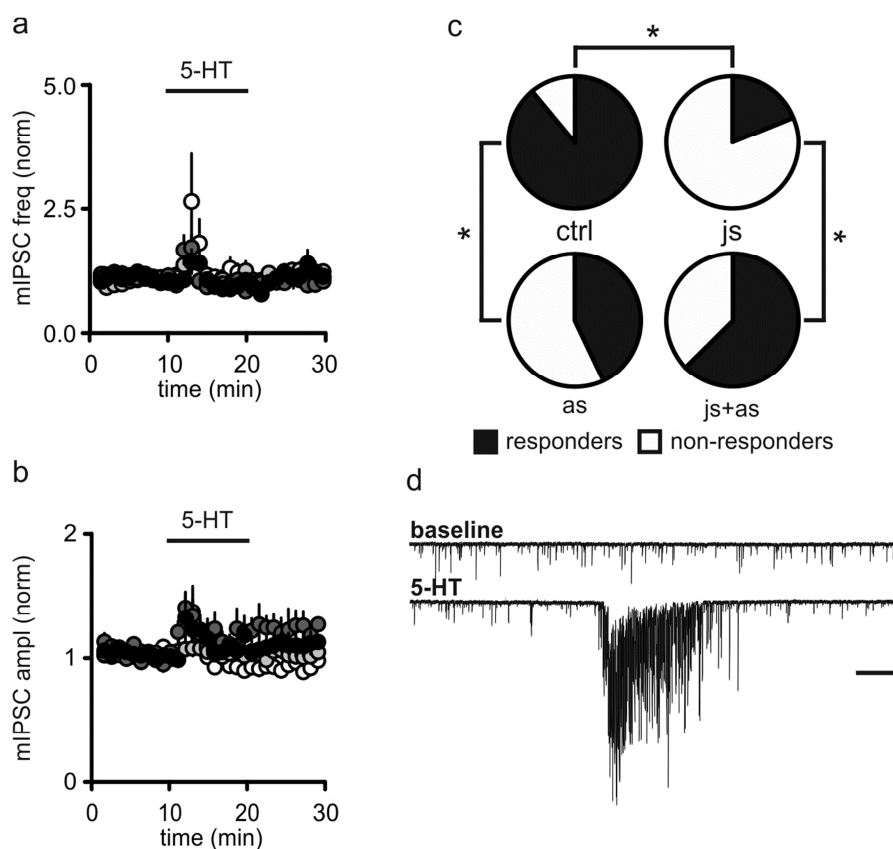 a
5-HT
5.0
2.5
0.0
mIPSC freq (norm)
0 10 20 30
time (min)
b
5-HT
2
1
0
mIPSC ampl (norm)
0 10 20 30
time (min)
c
*
ctrl js
* *
as js+as
responders non-responders
d
baseline
5-HT